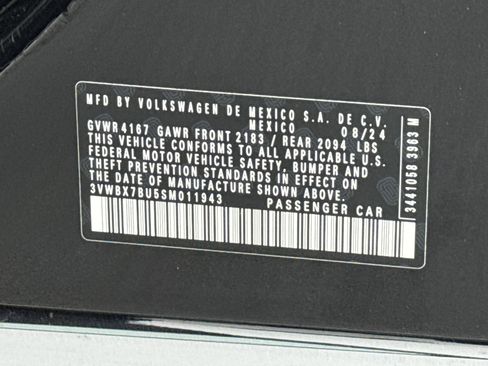 MFD BY VOLKSWAGEN DE MEXICO S.A. DE C.V.
MEXICO 08/24
GVWR 4167 GAWR FRONT 2183 / REAR 2094 LBS
THIS VEHICLE CONFORMS TO ALL APPLICABLE U.S.
FEDERAL MOTOR VEHICLE SAFETY, BUMPER AND
THEFT PREVENTION STANDARDS IN EFFECT ON
THE DATE OF MANUFACTURE SHOWN ABOVE.
3VWBX7BU5SM011943 PASSENGER CAR
3441058 3963 M